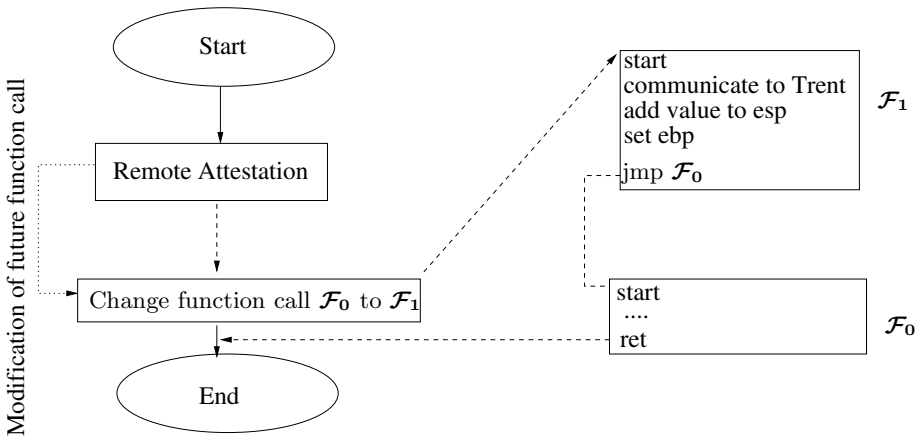 Start
Remote Attestation
Change function call 𝓕₀ to 𝓕₁
End
Modification of future function call
start
communicate to Trent
add value to esp
set ebp
jmp 𝓕₀
𝓕₁
start
....
ret
𝓕₀